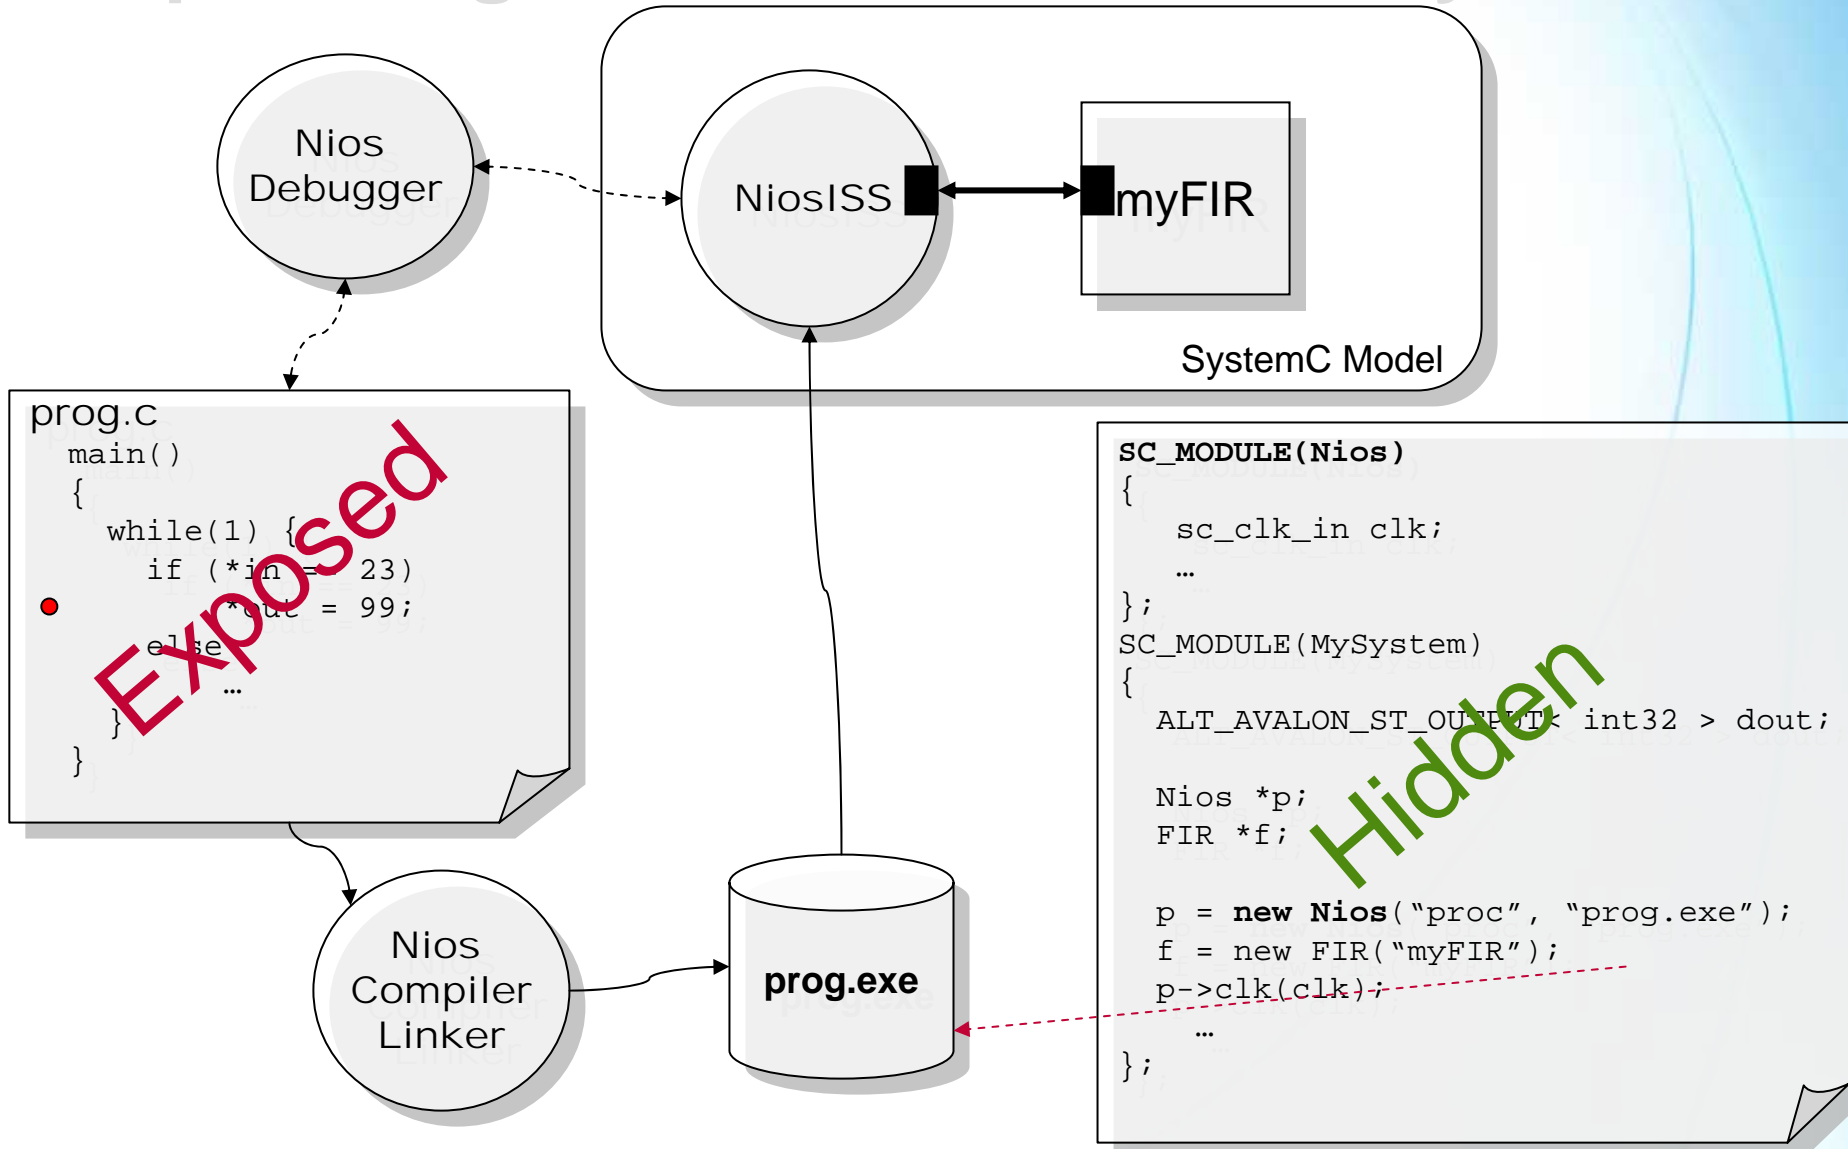 Nios
Debugger
NiosISS
myFIR
SystemC Model
prog.c
main()
{
while(1) {
if (*in == 23)
*out = 99;
else
…
}
}
Exposed
Nios
Compiler
Linker
prog.exe
SC_MODULE(Nios)
{
sc_clk_in clk;
…
};
SC_MODULE(MySystem)
{
ALT_AVALON_ST_OUTPUT< int32 > dout;
Nios *p;
FIR *f;
p = new Nios(“proc”, “prog.exe”);
f = new FIR(“myFIR”);
p->clk(clk);
…
};
Hidden